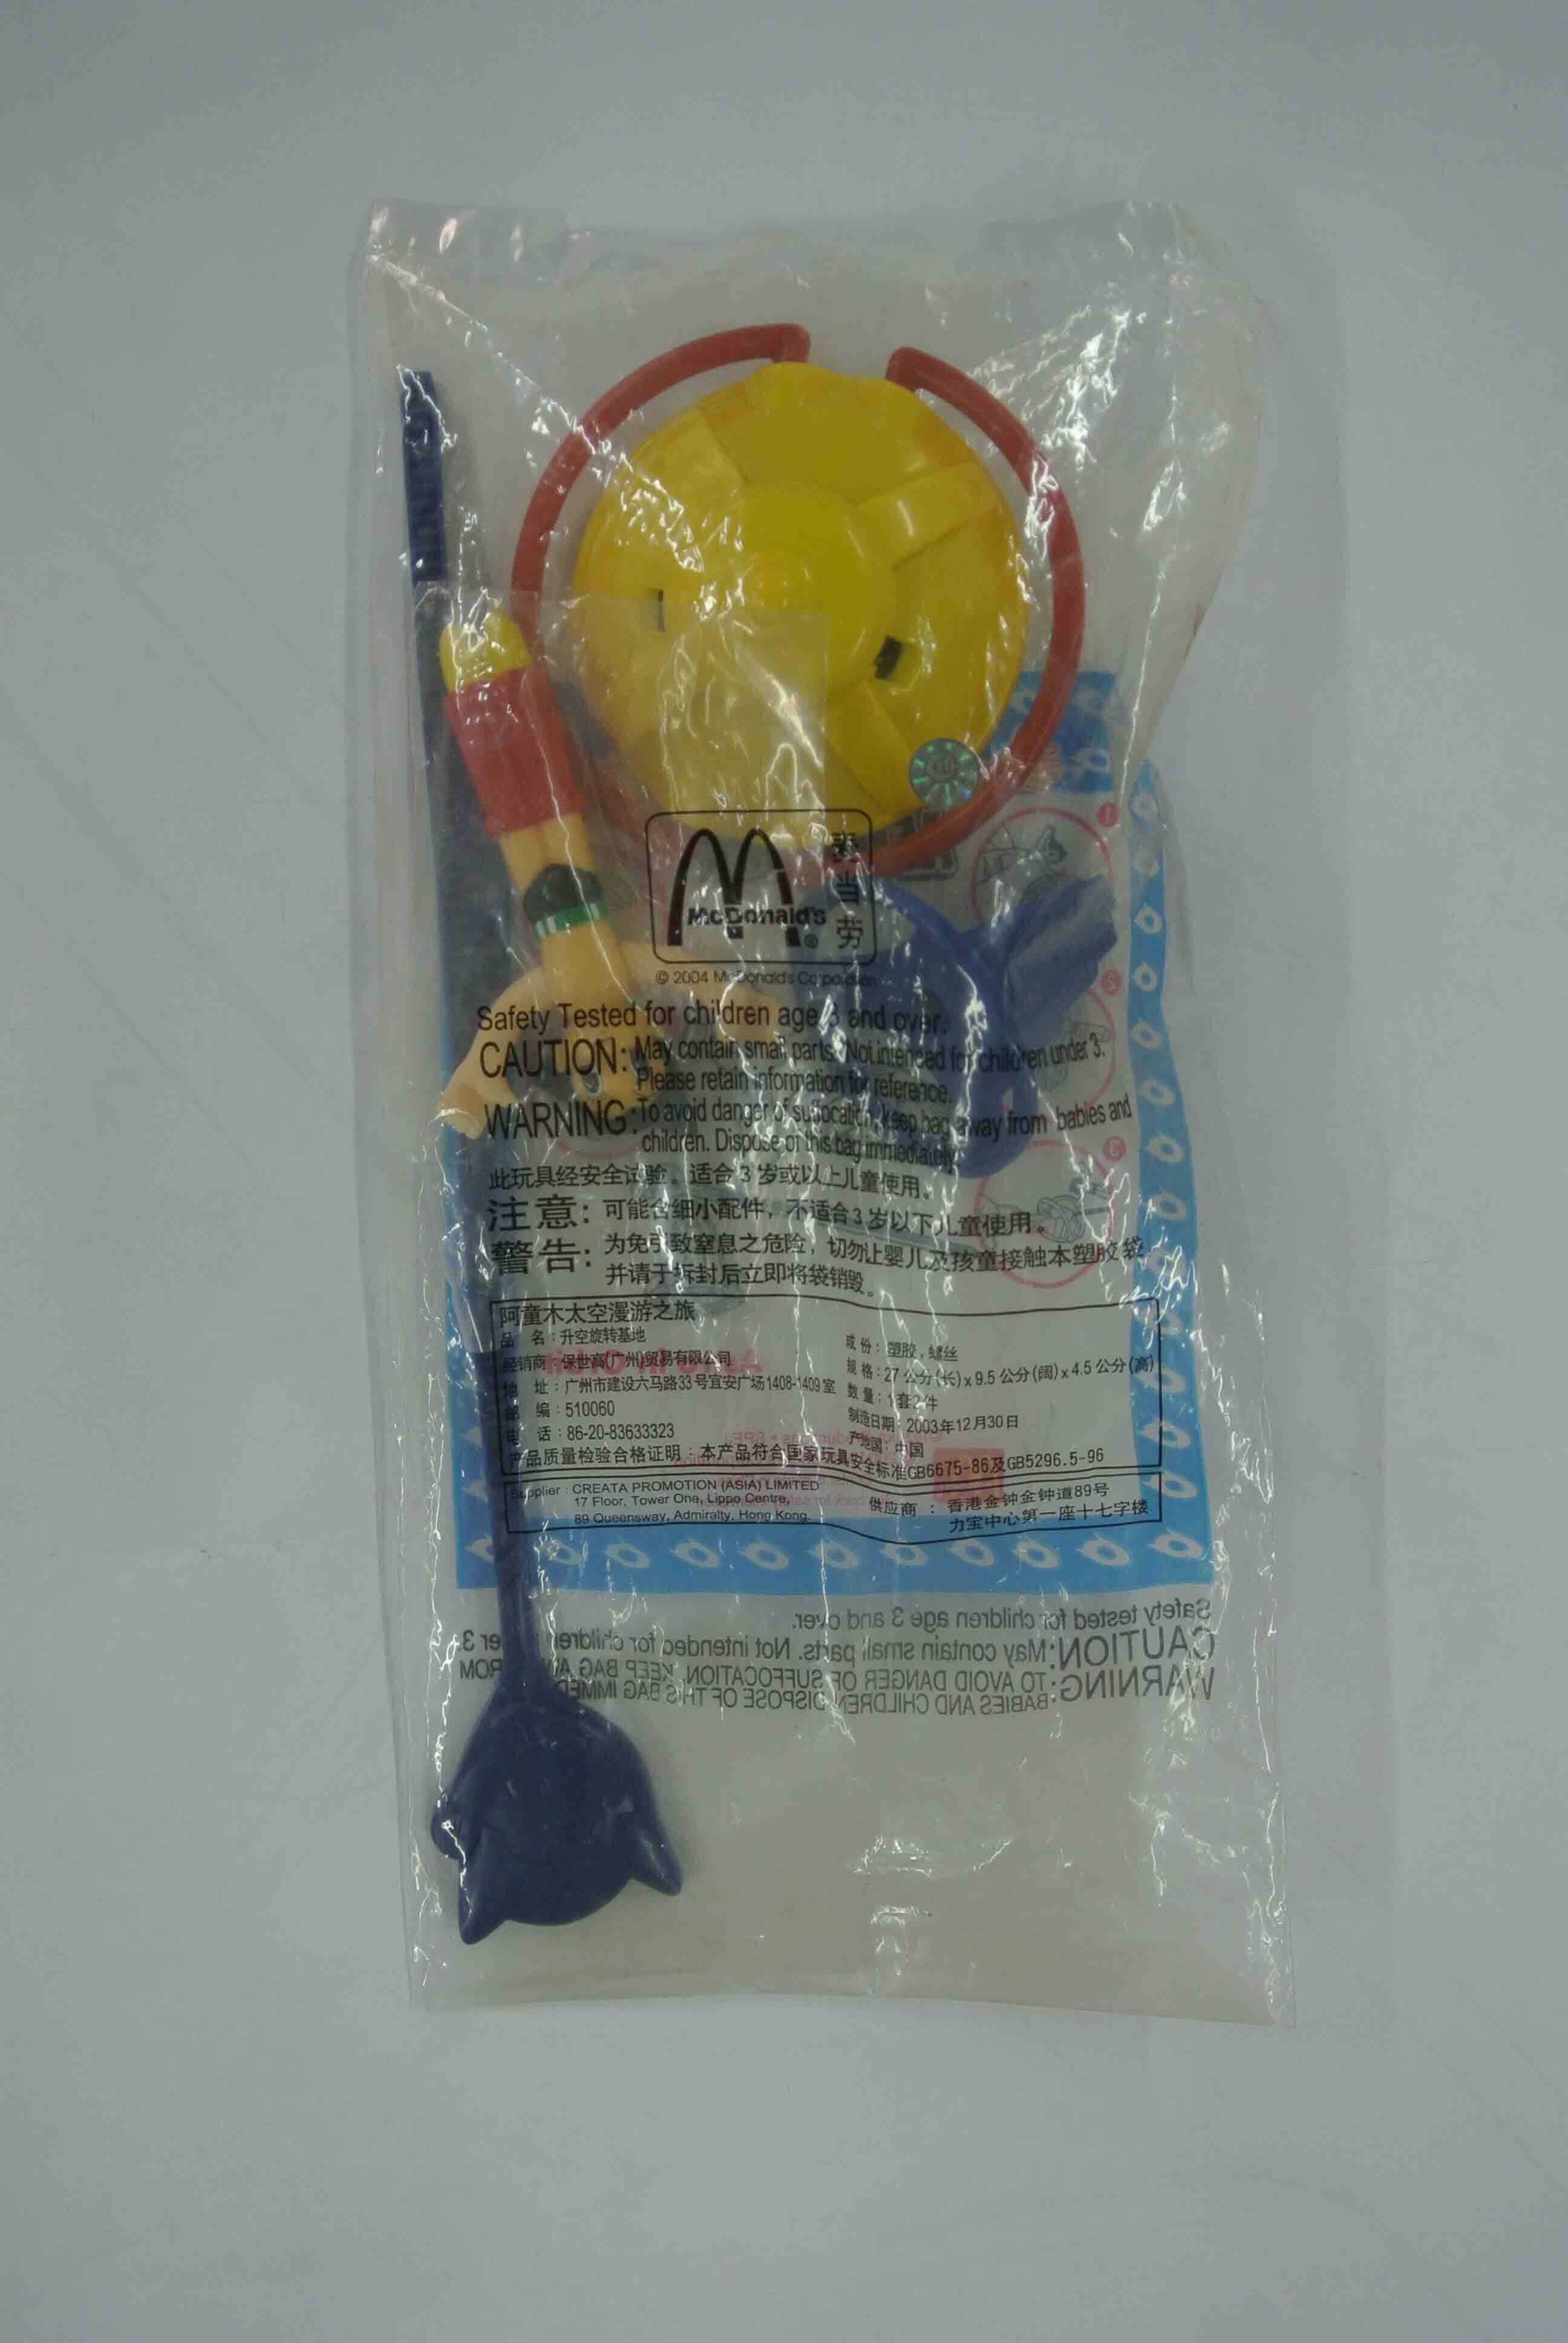 McDonald's®
麦当劳
© 2004 McDonald's Corporation
Safety Tested for children age 3 and over.
CAUTION: May contain small parts. Not intended for children under 3.
Please retain information for reference.
WARNING: To avoid danger of suffocation, keep bag away from babies and
children. Dispose of this bag immediately.
此玩具经安全试验。适合3岁或以上儿童使用。
注意: 可能含细小配件，不适合3岁以下儿童使用。
警告: 为免引致窒息之危险，切勿让婴儿及孩童接触本塑胶袋，
并请于拆封后立即将袋销毁。
阿童木太空漫游之旅
品 名：升空旋转基地
经销商：保世高(广州)贸易有限公司
地 址：广州市建设六马路33号宜安广场1408-1409室
邮 编：510060
电 话：86-20-83633323
成份：塑胶，螺丝
规格：27公分(长)x9.5公分(阔)x4.5公分(高)
数量：1套2件
制造日期：2003年12月30日
产地国：中国
产品质量检验合格证明：本产品符合国家玩具安全标准GB6675-86及GB5296.5-96
Supplier : CREATA PROMOTION (ASIA) LIMITED
17 Floor, Tower One, Lippo Centre,
89 Queensway, Admiralty, Hong Kong.
供应商 : 香港金钟金钟道89号
力宝中心第一座十七字楼
Safety tested for children age 3 and over.
CAUTION: May contain small parts. Not intended for children under 3
WARNING: TO AVOID DANGER OF SUFFOCATION, KEEP BAG AWAY FROM
BABIES AND CHILDREN. DISPOSE OF THIS BAG IMMED